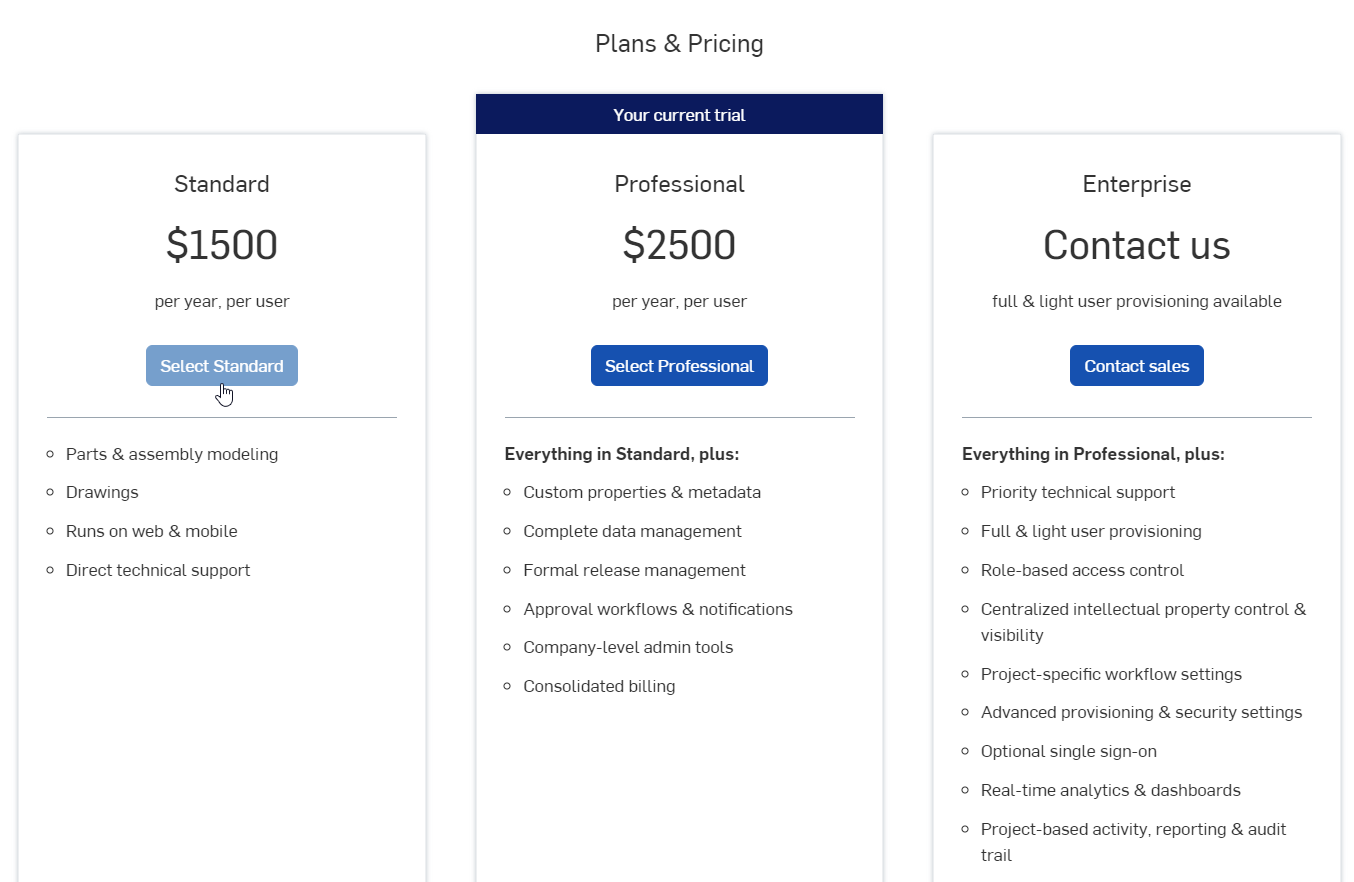 Plans & Pricing
Standard
$1500
per year, per user
Select Standard
Parts & assembly modeling
Drawings
Runs on web & mobile
Direct technical support
Your current trial
Professional
$2500
per year, per user
Select Professional
Everything in Standard, plus:
Custom properties & metadata
Complete data management
Formal release management
Approval workflows & notifications
Company-level admin tools
Consolidated billing
Enterprise
Contact us
full & light user provisioning available
Contact sales
Everything in Professional, plus:
Priority technical support
Full & light user provisioning
Role-based access control
Centralized intellectual property control &
visibility
Project-specific workflow settings
Advanced provisioning & security settings
Optional single sign-on
Real-time analytics & dashboards
Project-based activity, reporting & audit
trail